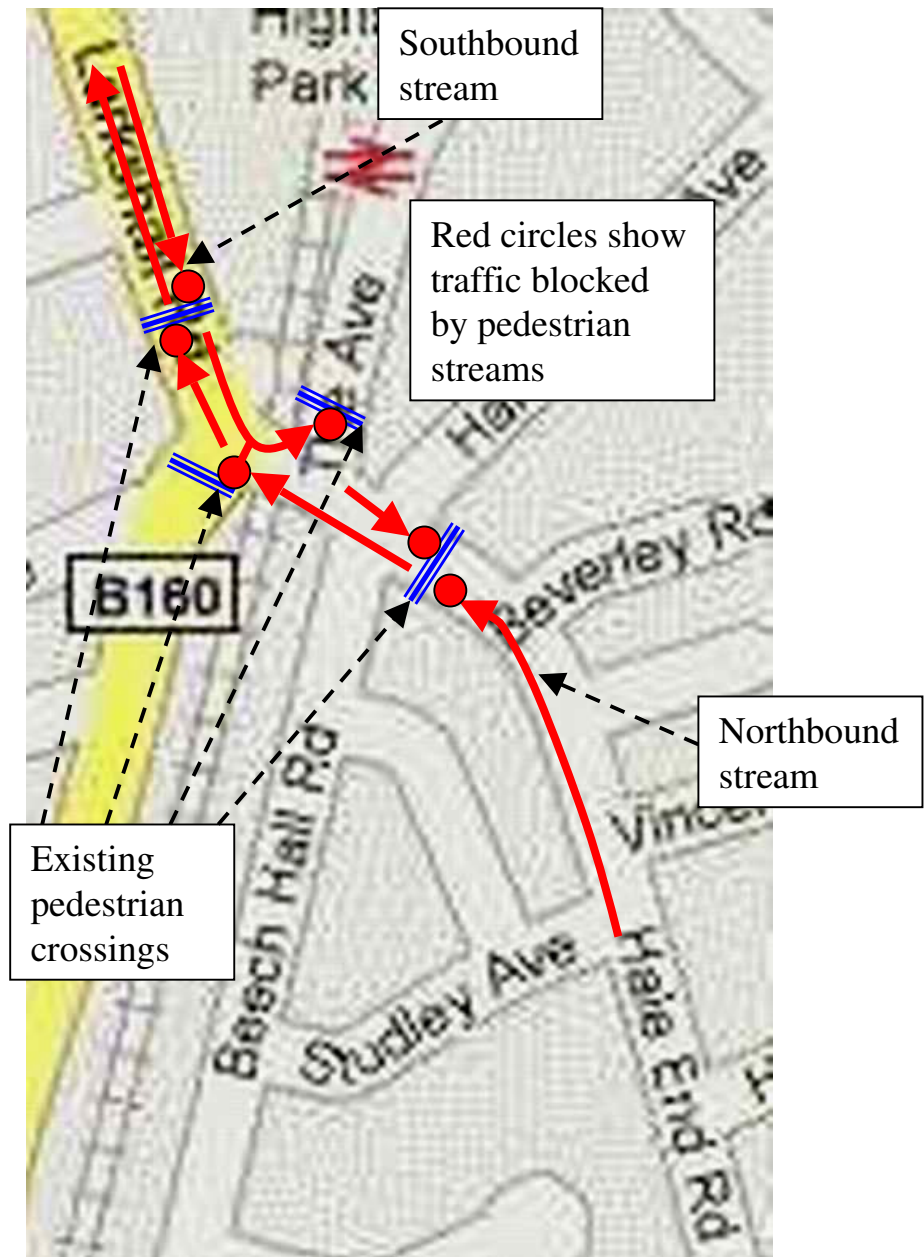 Southbound
stream
Park
Ave
Red circles show
traffic blocked
by pedestrian
streams
Ave
B160
Beverley Rd
Northbound
stream
Beech Hall Rd
Existing
pedestrian
crossings
Studley Ave
Hale End Rd